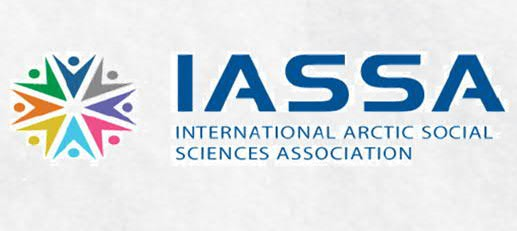 IASSA
INTERNATIONAL ARCTIC SOCIAL
SCIENCES ASSOCIATION